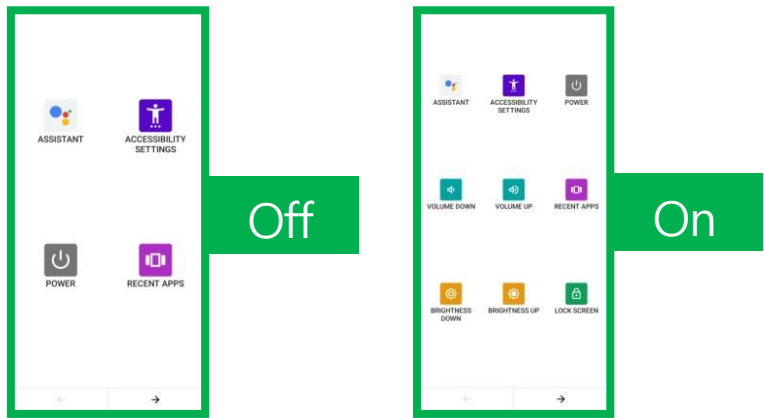 ASSISTANT
ACCESSIBILITY
SETTINGS
POWER
RECENT APPS
Off
ASSISTANT
ACCESSIBILITY
SETTINGS
POWER
VOLUME DOWN
VOLUME UP
RECENT APPS
BRIGHTNESS
DOWN
BRIGHTNESS UP
LOCK SCREEN
On